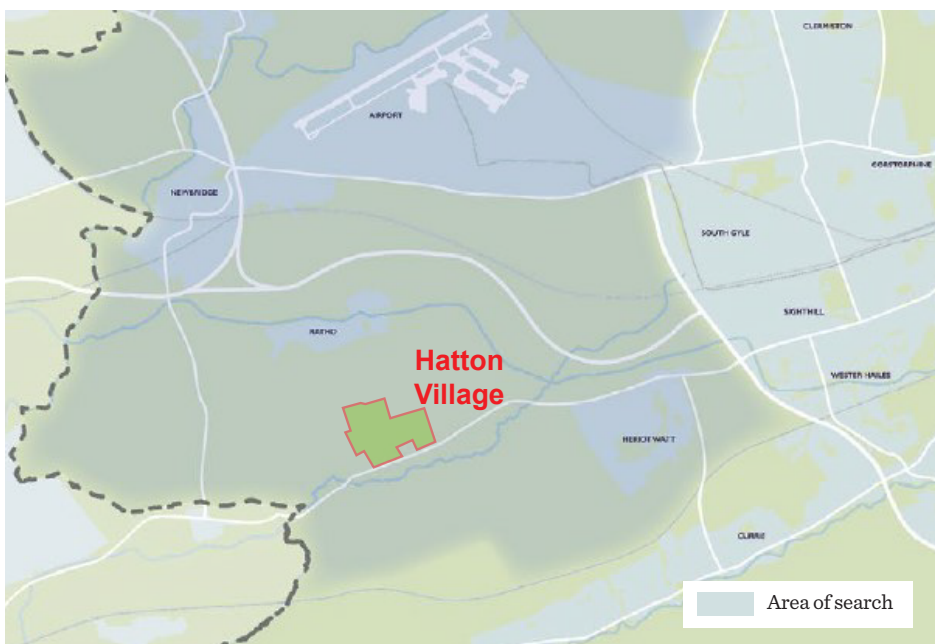 CLERMISTON
AIRPORT
CORSTORPHINE
NEWBRIDGE
SOUTH GYLE
SIGHTHILL
RATHO
Hatton
Village
WESTER HAILES
HERIOT WATT
CURRIE
Area of search